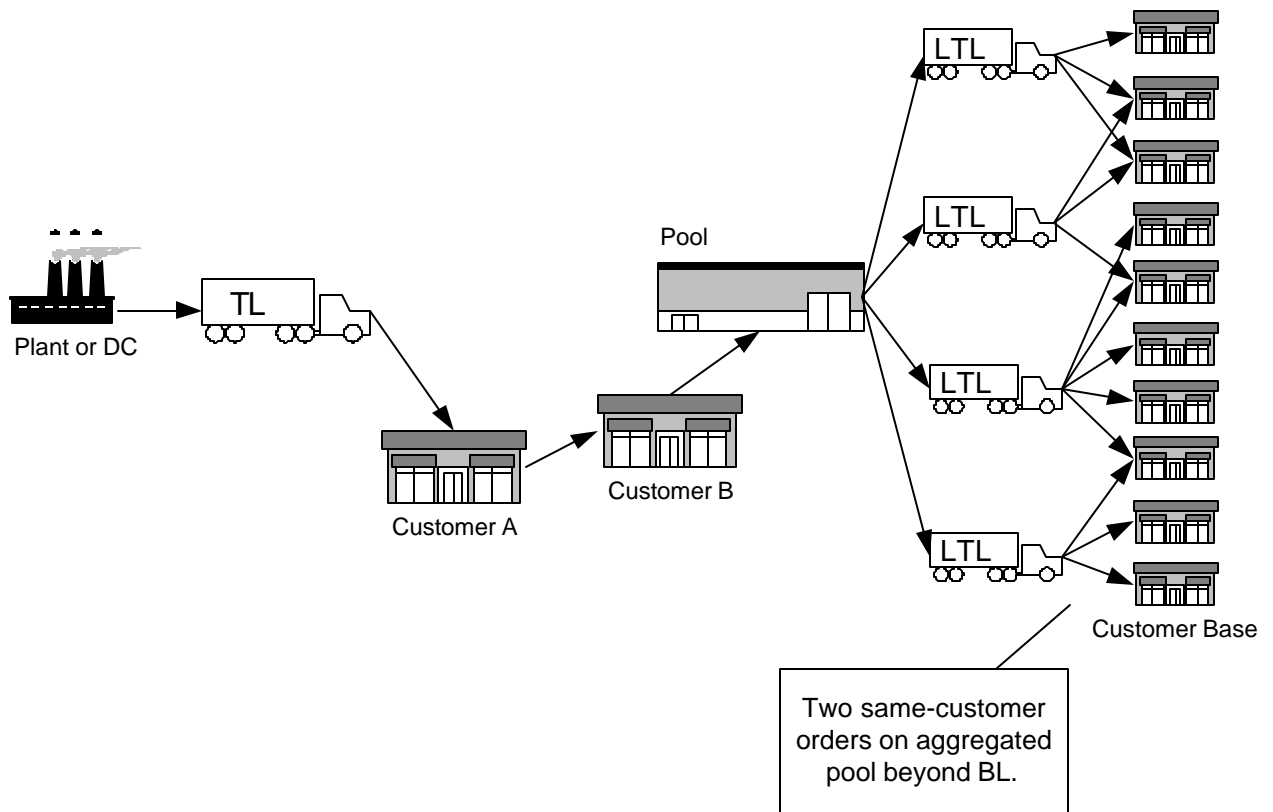 LTL
LTL
Pool
TL
Plant or DC
LTL
Customer B
Customer A
LTL
Customer Base
Two same-customer
orders on aggregated
pool beyond BL.